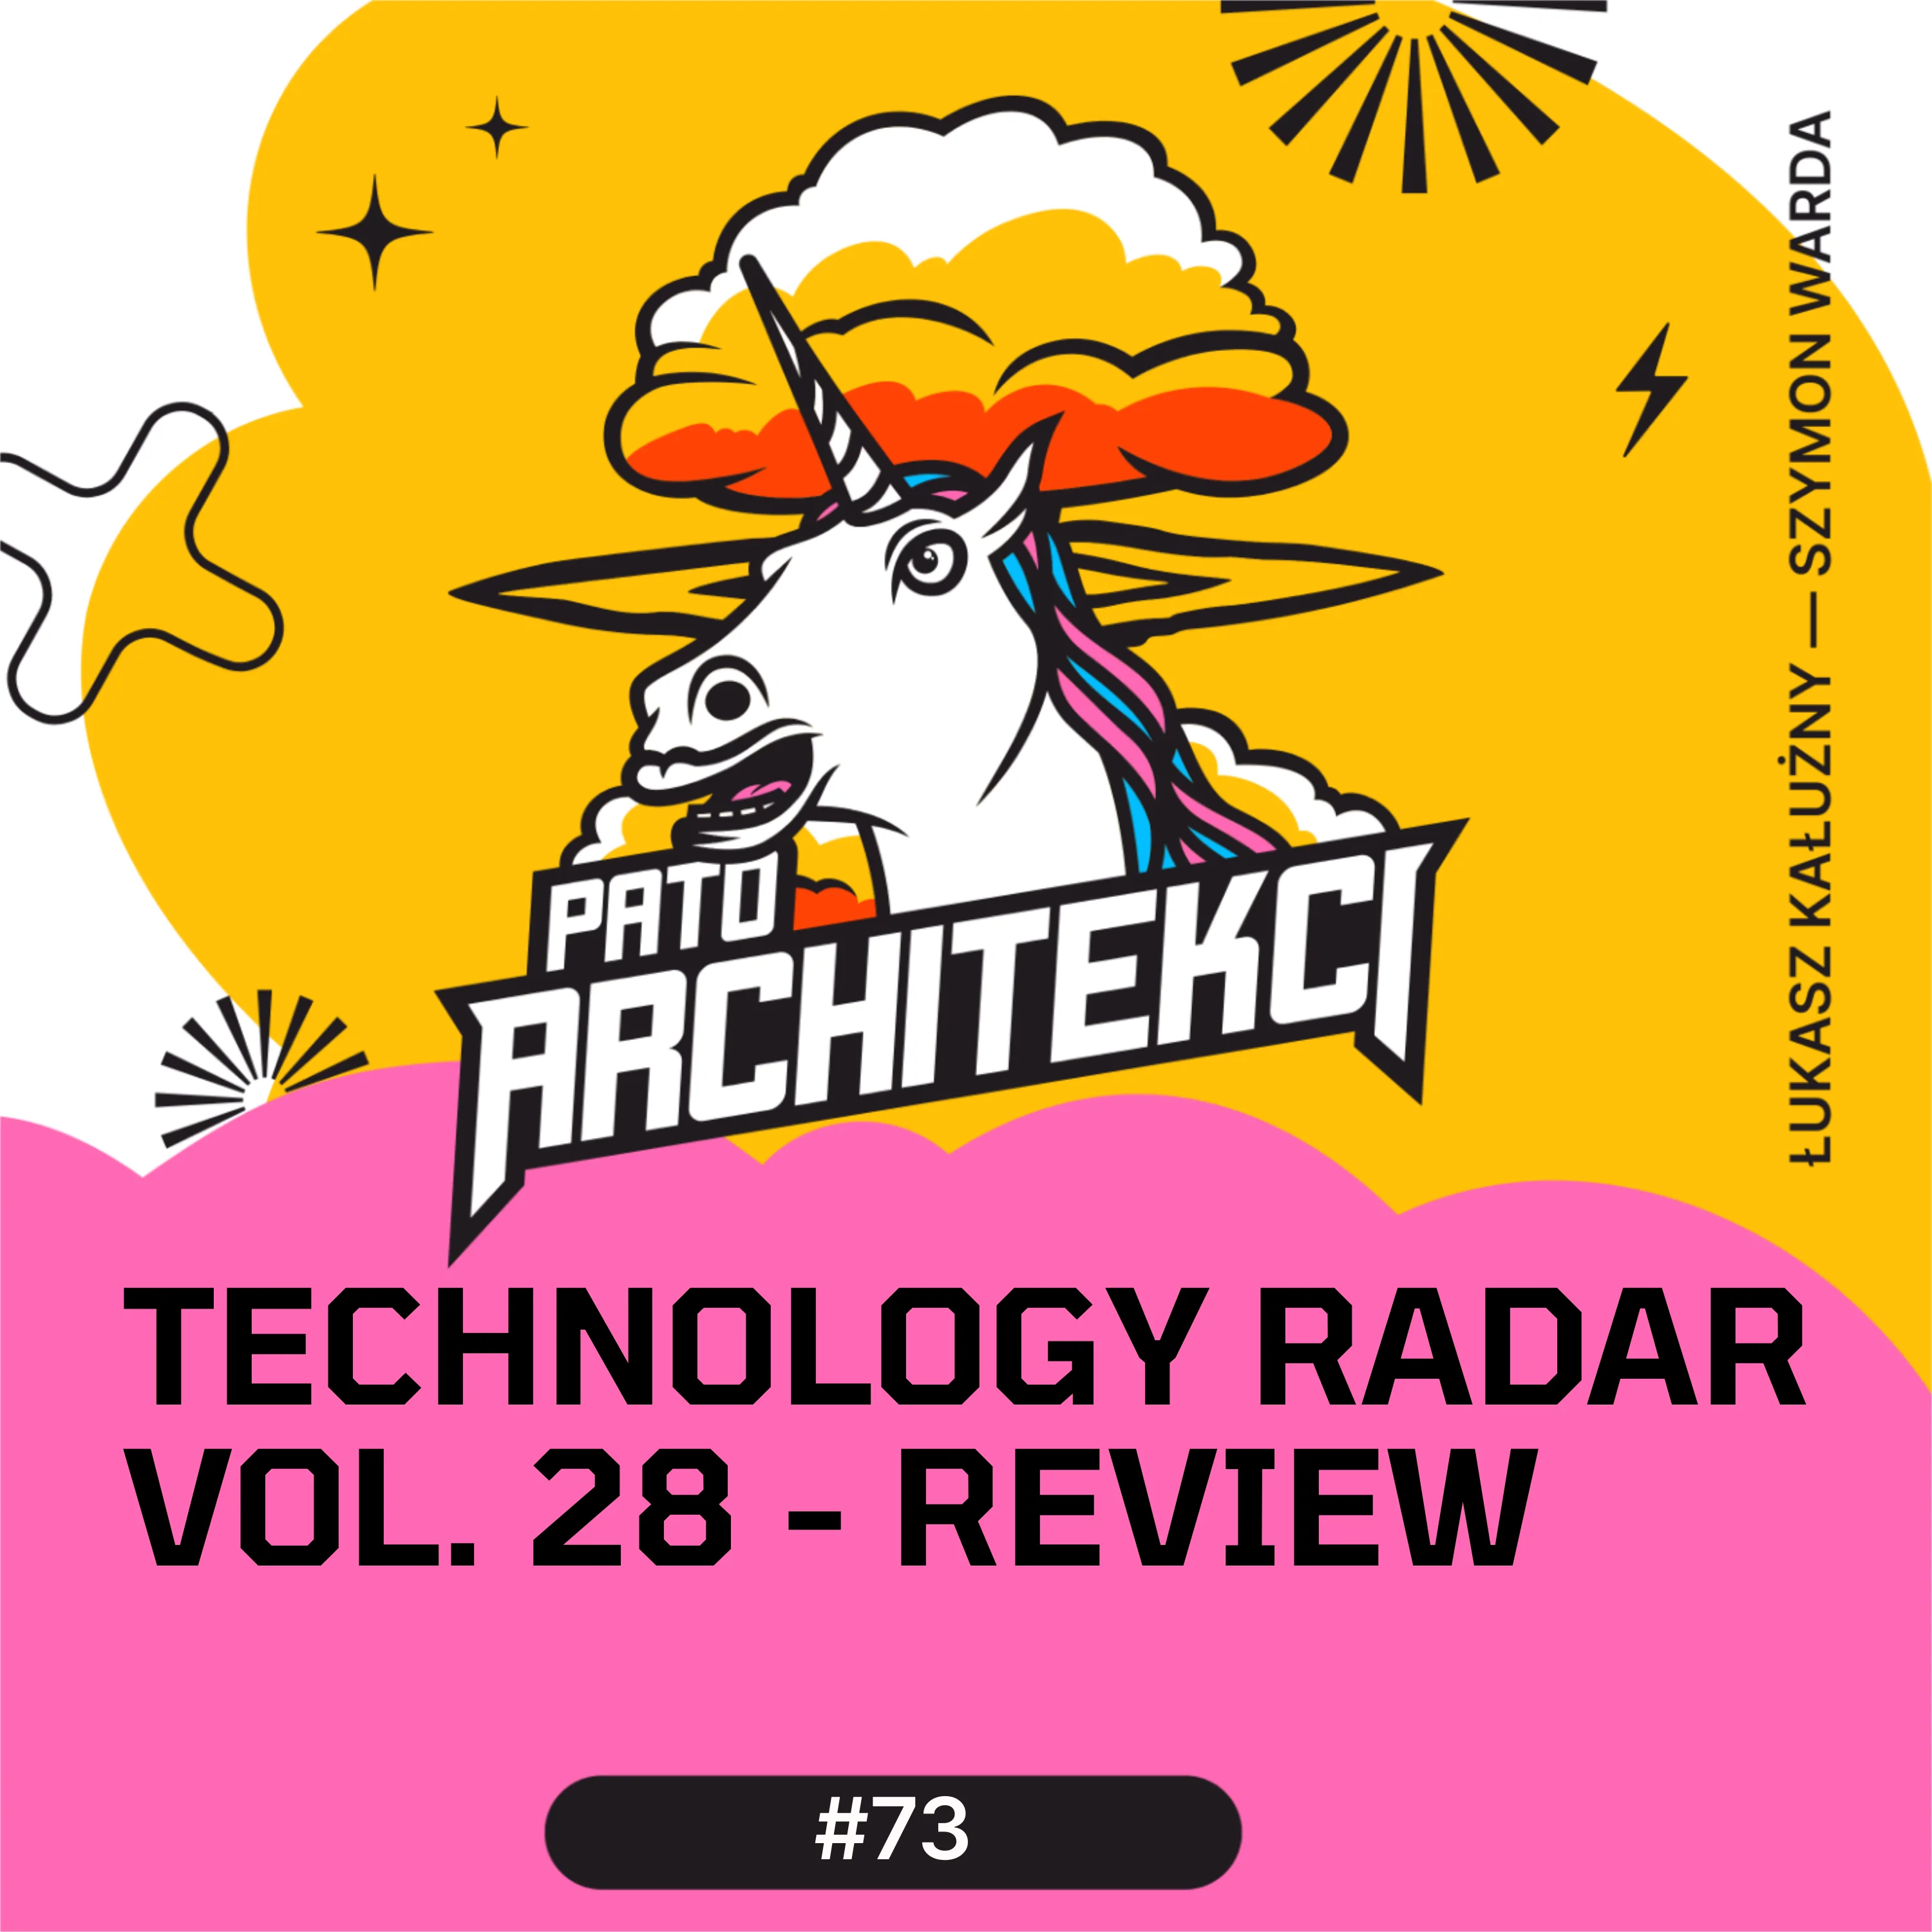 PATO
ARCHITEKCI
ŁUKASZ KAŁUŻNY — SZYMON WARDA
TECHNOLOGY RADAR
VOL. 28 - REVIEW
#73